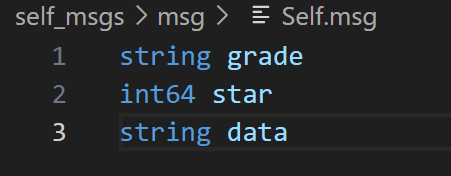 self_msgs > msg > Self.msg
1 string grade
2 int64 star
3 string data